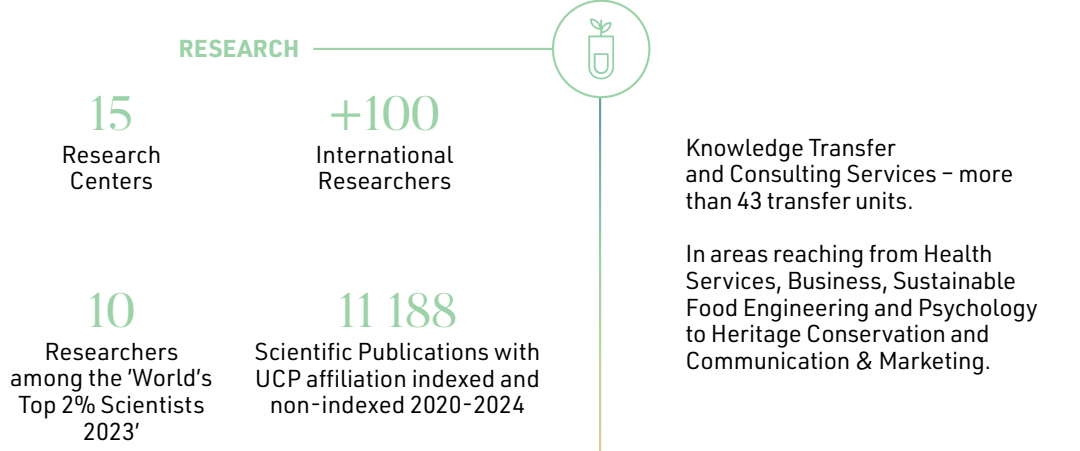 RESEARCH
15
Research
Centers
+100
International
Researchers
10
Researchers
among the 'World's
Top 2% Scientists
2023'
11 188
Scientific Publications with
UCP affiliation indexed and
non-indexed 2020-2024
Knowledge Transfer
and Consulting Services – more
than 43 transfer units.
In areas reaching from Health
Services, Business, Sustainable
Food Engineering and Psychology
to Heritage Conservation and
Communication & Marketing.